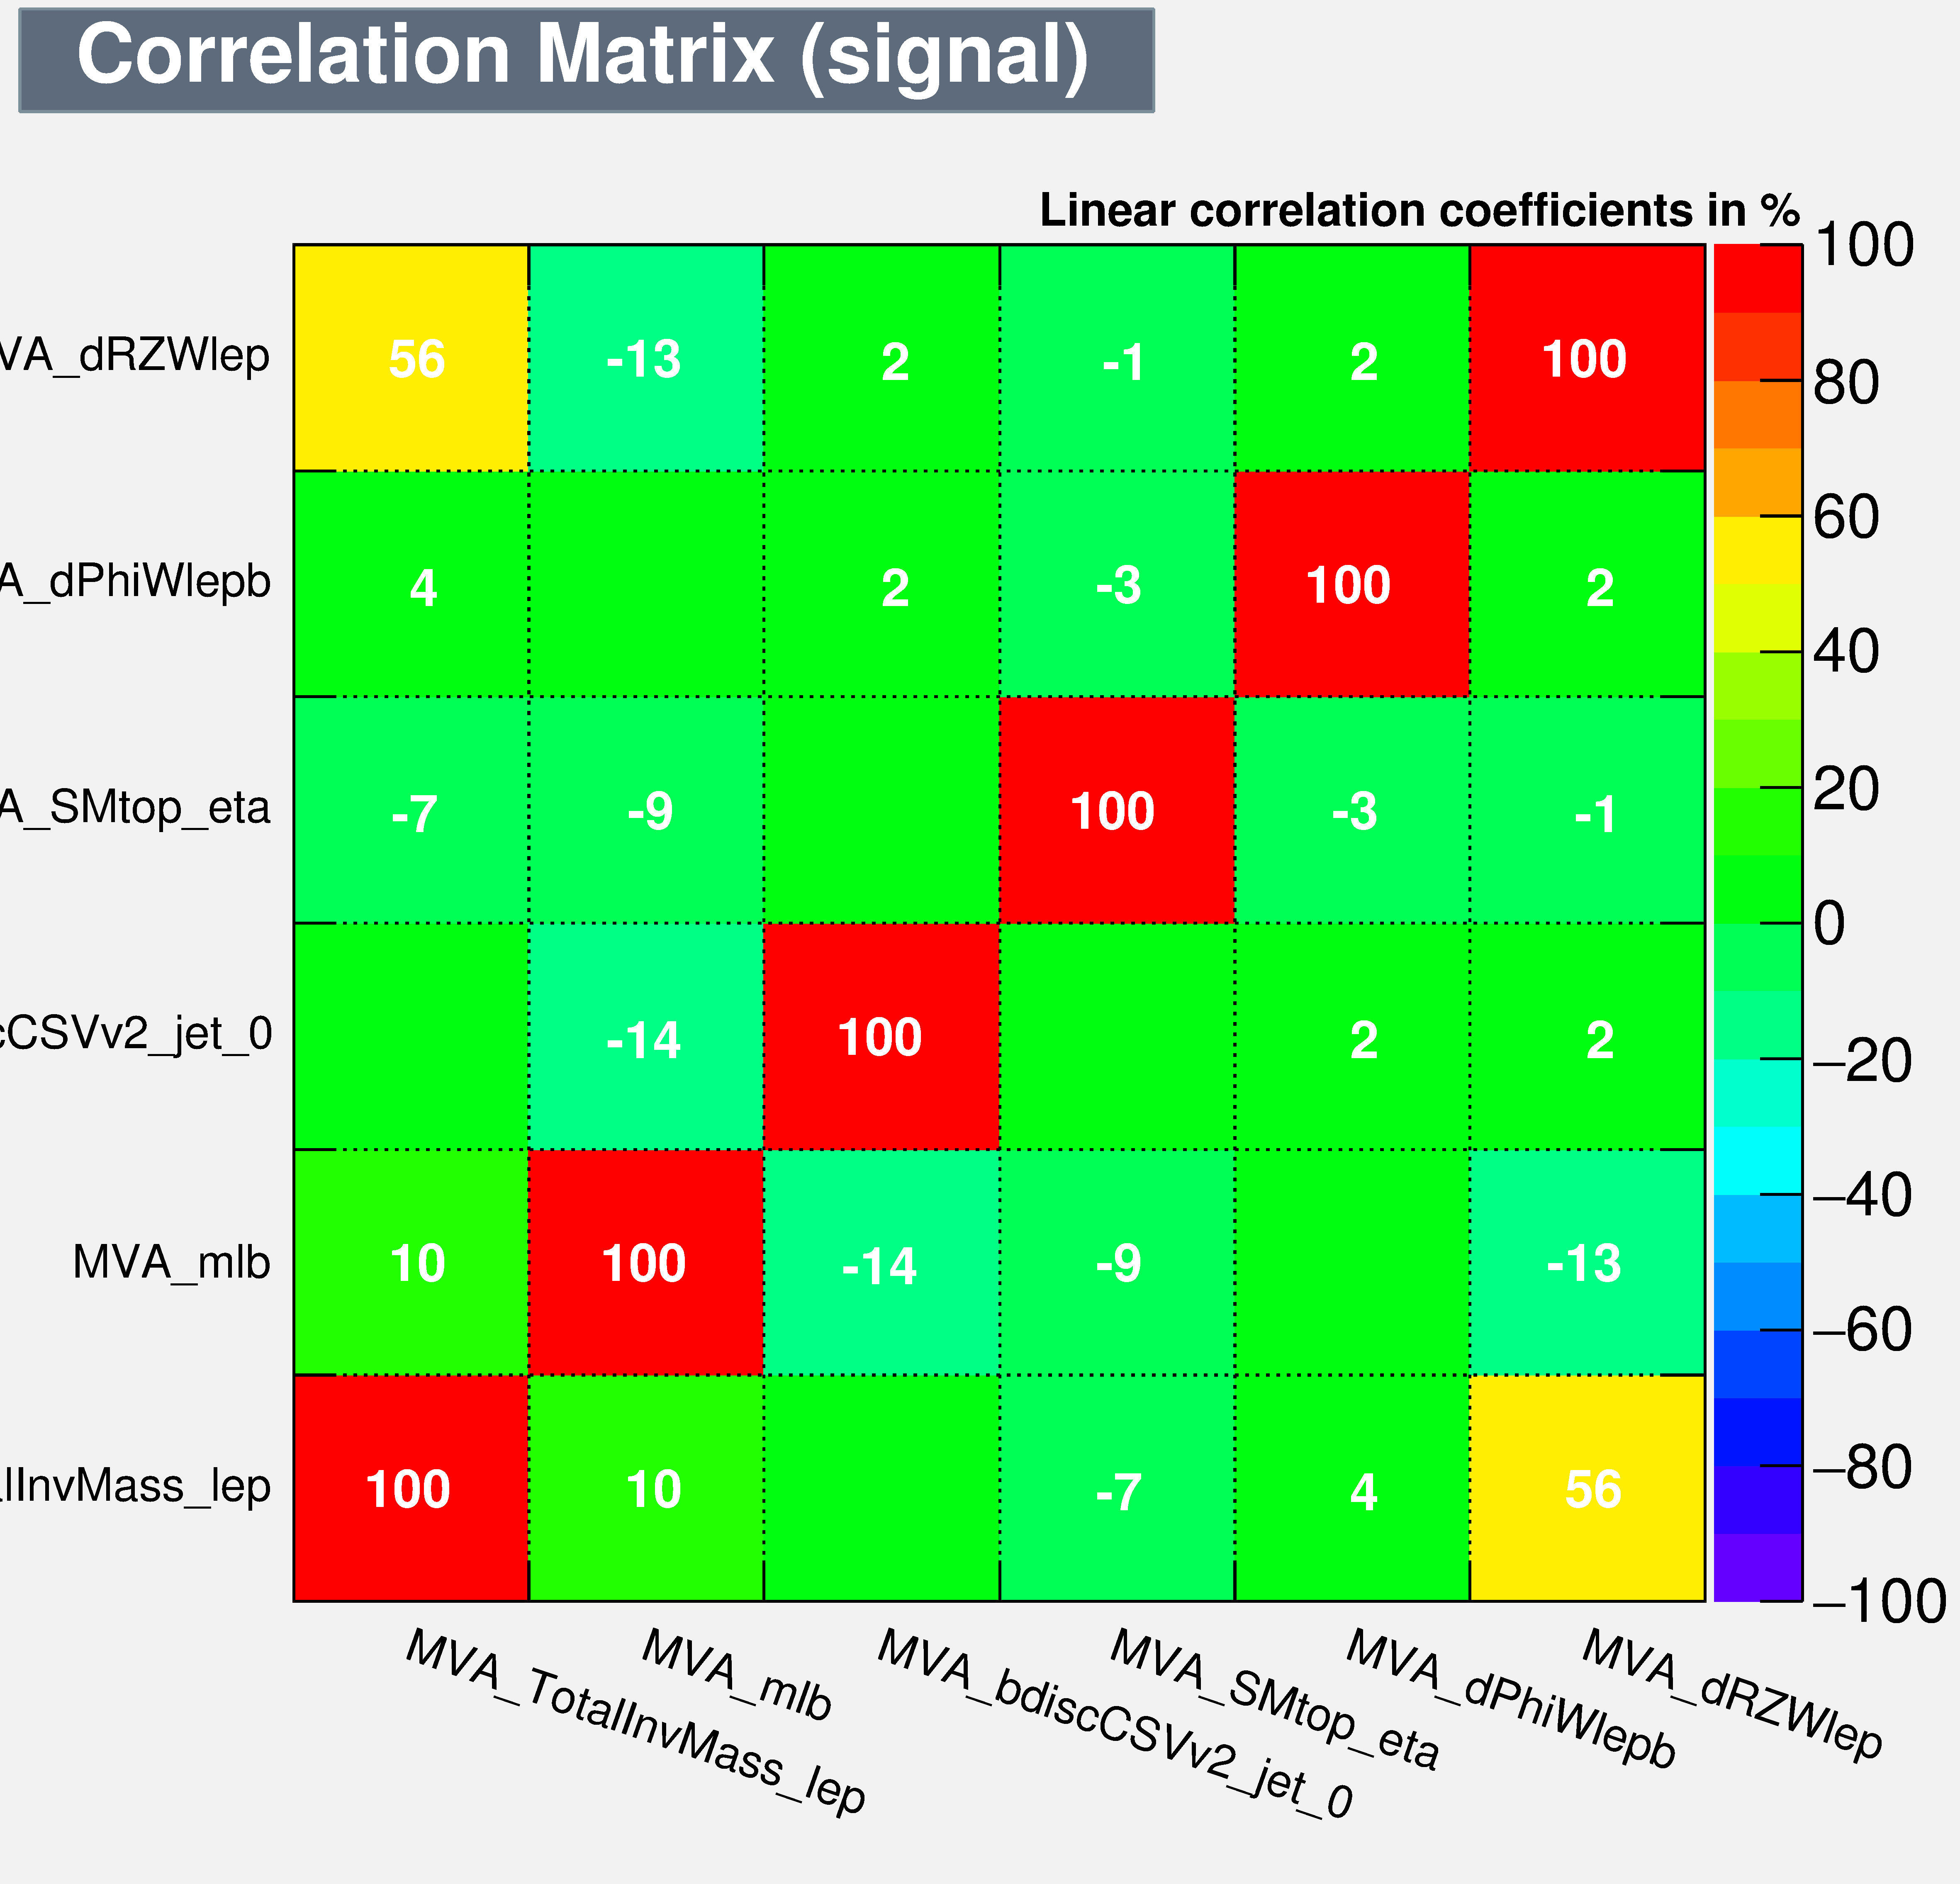 Correlation Matrix (signal)
Linear correlation coefficients in %
100
80
60
40
20
0
−20
−40
−60
−80
−100
VA_dRZWlep
56 -13 2 -1 2 100
A_dPhiWlepb
4 2 -3 100 2
A_SMtop_eta
-7 -9 100 -3 -1
cCSVv2_jet_0
-14 100 2 2
MVA_mlb
10 100 -14 -9 -13
lInvMass_lep
100 10 -7 4 56
MVA_TotalInvMass_lep
MVA_mlb
MVA_bdiscCSVv2_jet_0
MVA_SMtop_eta
MVA_dPhiWlepb
MVA_dRZWlep